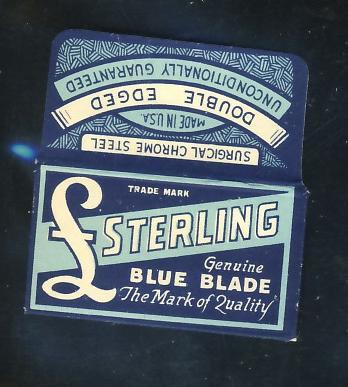 UNCONDITIONALLY GUARANTEED
DOUBLE EDGED
MADE IN U.S.A.
SURGICAL CHROME STEEL
TRADE MARK
£ STERLING
Genuine
BLUE BLADE
The Mark of Quality